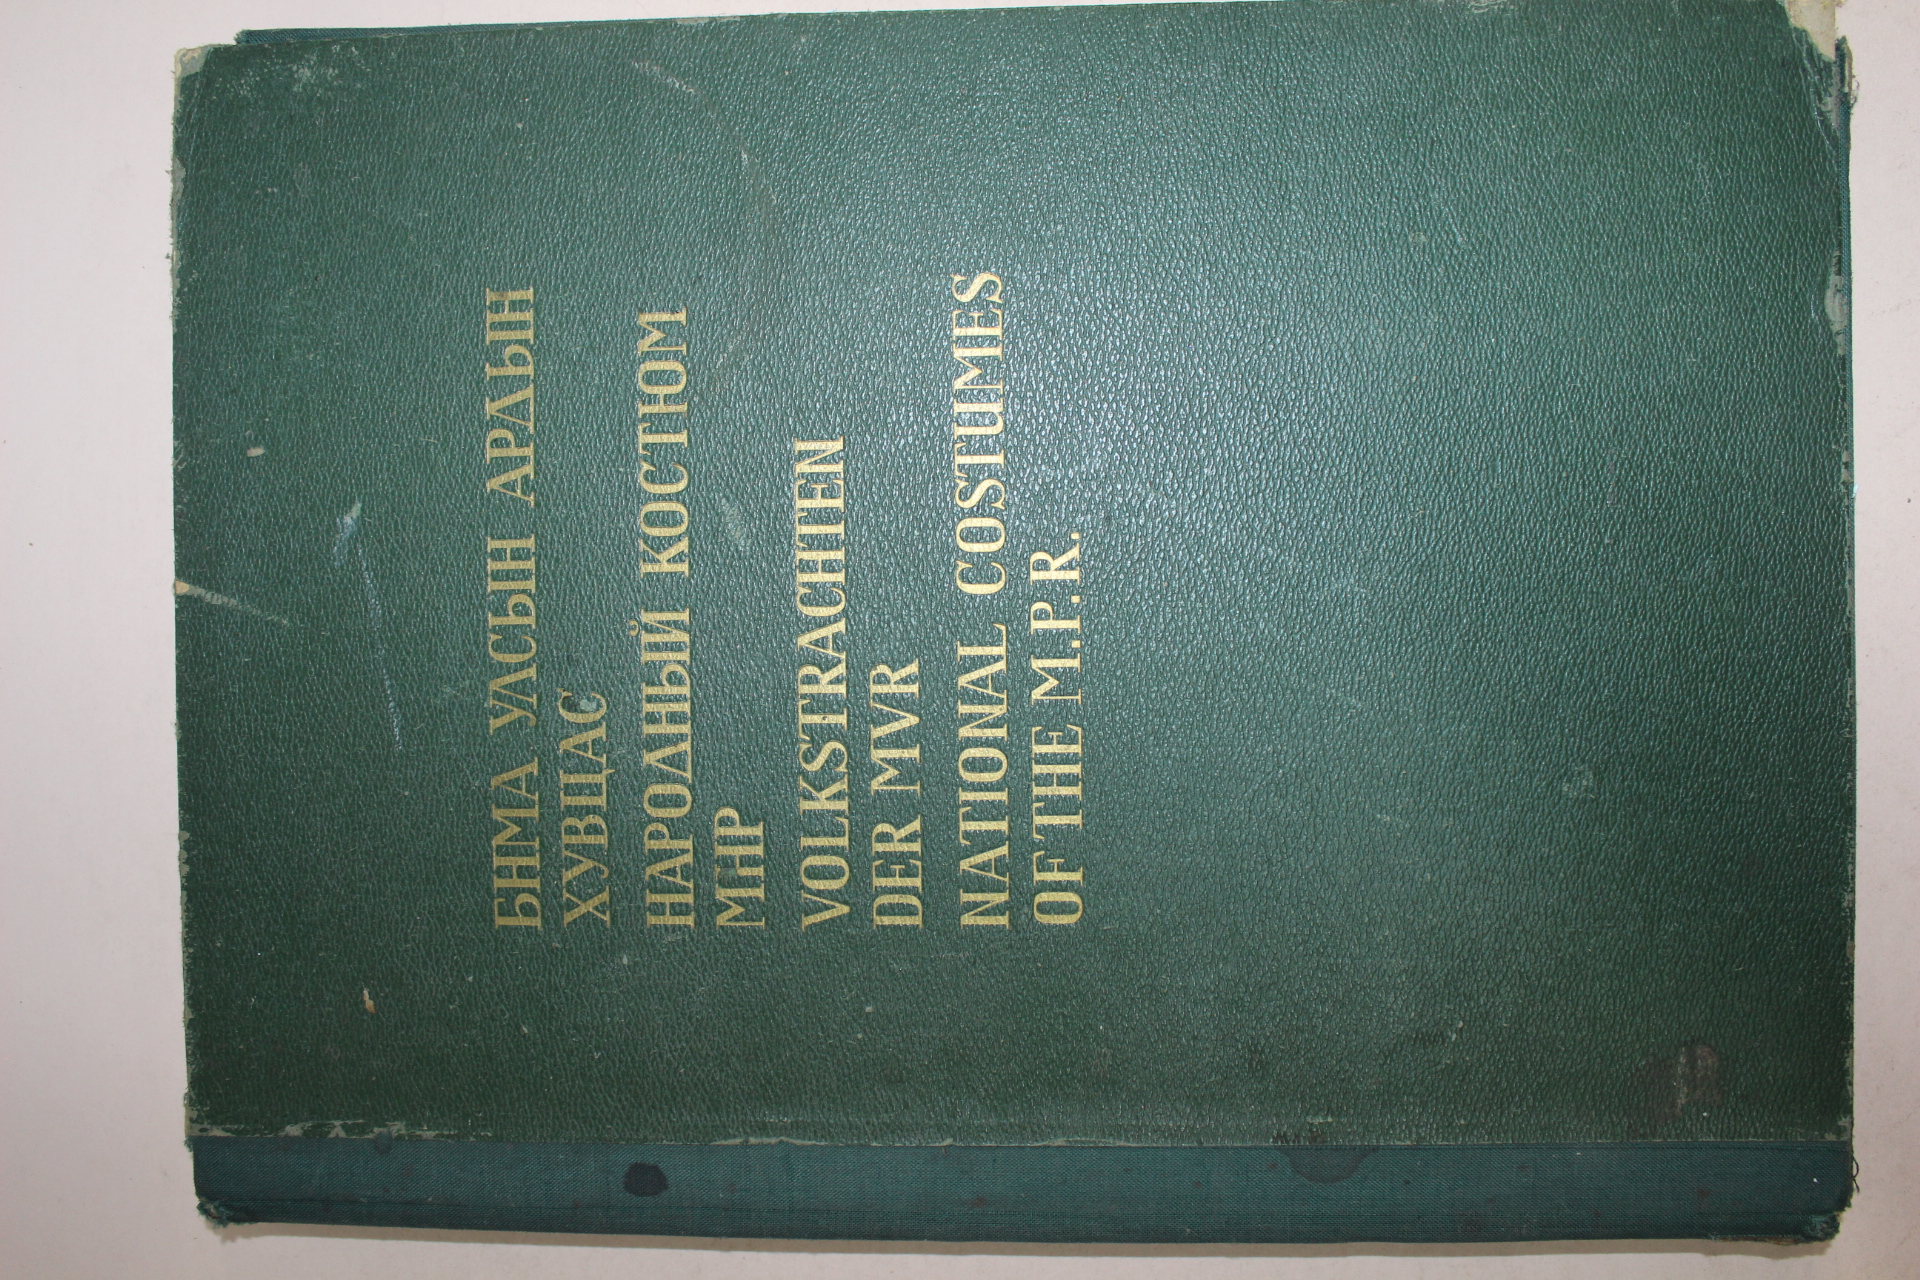 БНМА УЛСЫН АРДЫН
ХУВЦАС
НАРОДНЫЙ КОСТЮМ
МНР
VOLKSTRACHTEN
DER MVR
NATIONAL COSTUMES
OF THE M.P.R.